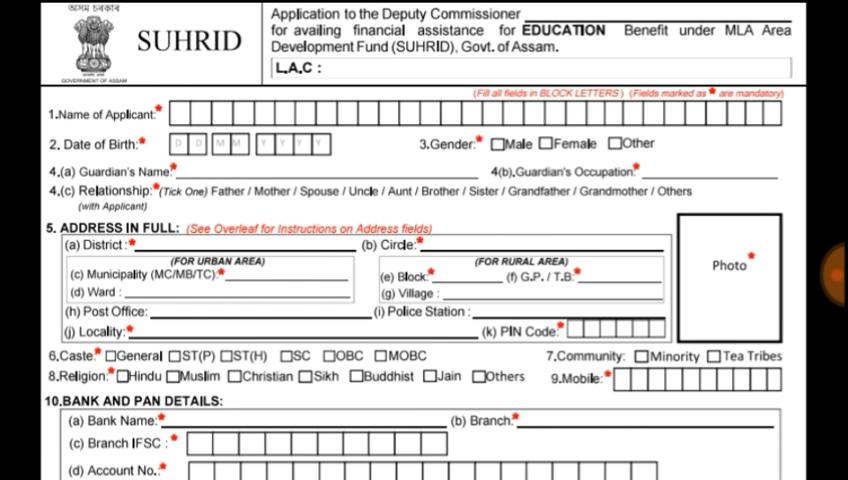 অসম চৰকাৰ
GOVERNMENT OF ASSAM
SUHRID
Application to the Deputy Commissioner
for availing financial assistance for EDUCATION Benefit under MLA Area
Development Fund (SUHRID), Govt. of Assam.
L.A.C :
(Fill all fields in BLOCK LETTERS ) (Fields marked as * are mandatory)
1.Name of Applicant:*
2. Date of Birth:* D D M M Y Y Y Y 3.Gender:* Male Female Other
4.(a) Guardian's Name:* 4(b).Guardian's Occupation:*
4.(c) Relationship:*(Tick One) Father / Mother / Spouse / Uncle / Aunt / Brother / Sister / Grandfather / Grandmother / Others
(with Applicant)
5. ADDRESS IN FULL: (See Overleaf for Instructions on Address fields)
(a) District :* (b) Circle:*
(FOR URBAN AREA) (FOR RURAL AREA)
(c) Municipality (MC/MB/TC):* (e) Block:* (f) G.P. / T.B:*
(d) Ward : (g) Village :
(h) Post Office: (i) Police Station :
(j) Locality:* (k) PIN Code:*
Photo*
6.Caste:* General ST(P) ST(H) SC OBC MOBC 7.Community: Minority Tea Tribes
8.Religion:* Hindu Muslim Christian Sikh Buddhist Jain Others 9.Mobile:*
10.BANK AND PAN DETAILS:
(a) Bank Name:* (b) Branch:*
(c) Branch IFSC :*
(d) Account No.:*